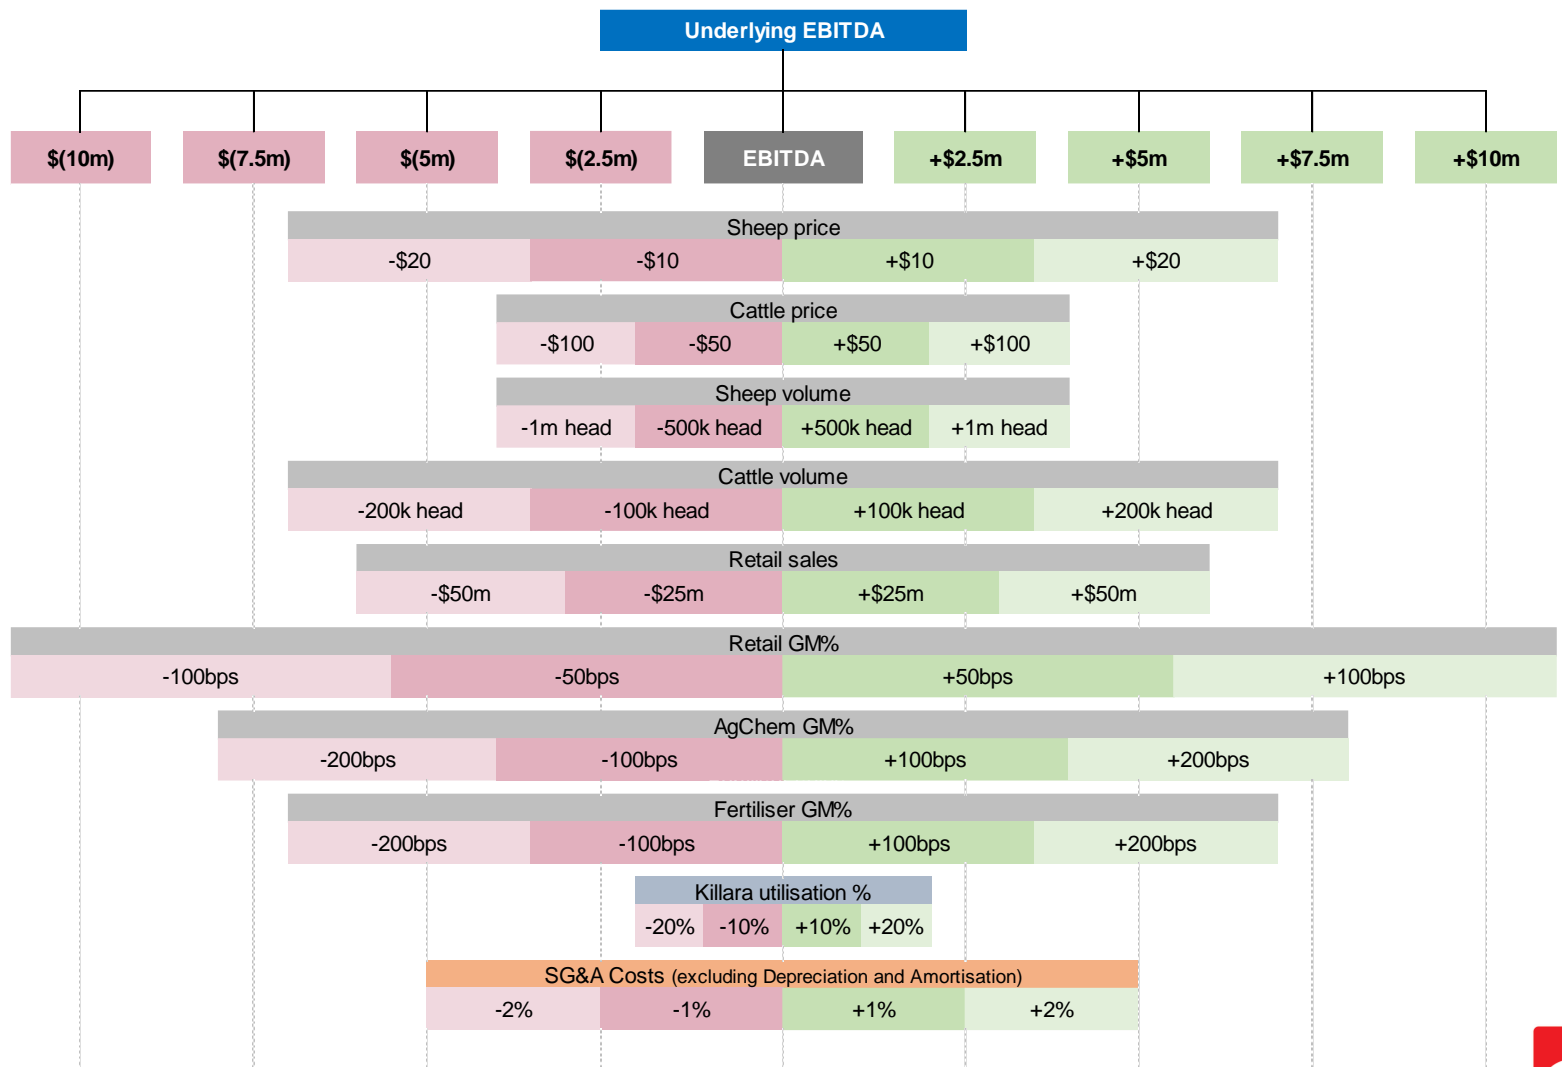 Underlying EBITDA
$(10m) $(7.5m) $(5m) $(2.5m) EBITDA +$2.5m +$5m +$7.5m +$10m
Sheep price
-$20 -$10 +$10 +$20
Cattle price
-$100 -$50 +$50 +$100
Sheep volume
-1m head -500k head +500k head +1m head
Cattle volume
-200k head -100k head +100k head +200k head
Retail sales
-$50m -$25m +$25m +$50m
Retail GM%
-100bps -50bps +50bps +100bps
AgChem GM%
-200bps -100bps +100bps +200bps
Fertiliser GM%
-200bps -100bps +100bps +200bps
Killara utilisation %
-20% -10% +10% +20%
SG&A Costs (excluding Depreciation and Amortisation)
-2% -1% +1% +2%